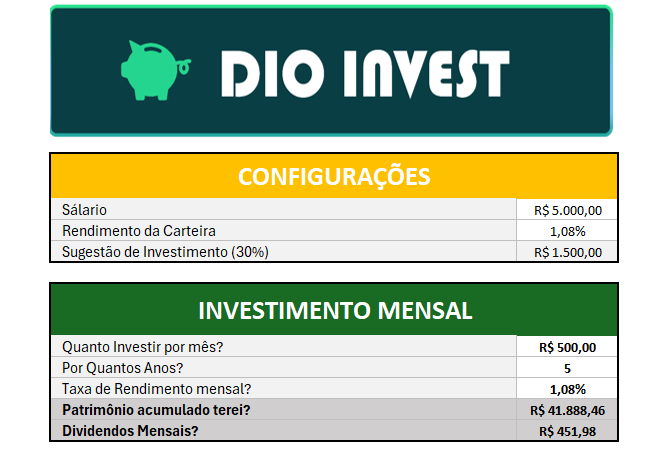 DIO INVEST
CONFIGURAÇÕES
Sálario R$ 5.000,00
Rendimento da Carteira 1,08%
Sugestão de Investimento (30%) R$ 1.500,00
INVESTIMENTO MENSAL
Quanto Investir por mês? R$ 500,00
Por Quantos Anos? 5
Taxa de Rendimento mensal? 1,08%
Patrimônio acumulado terei? R$ 41.888,46
Dividendos Mensais? R$ 451,98